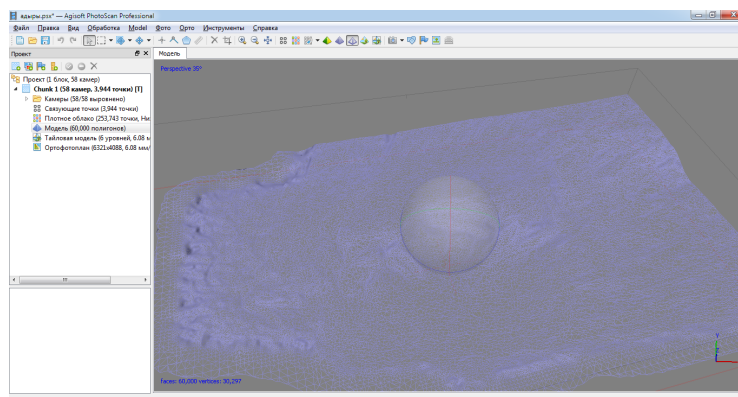 едыры.psx* — Agisoft PhotoScan Professional
Файл Правка Вид Обработка Model Фото Орто Инструменты Справка
Проект
Модель
Perspective 35°
Проект (1 блок, 58 камер)
Chunk 1 (58 камер, 3,944 точки) [T]
Камеры (58/58 выровнено)
Связующие точки (3,944 точки)
Плотное облако (253,743 точки, Ни
Модель (60,000 полигонов)
Тайловая модель (6 уровней, 6.08 м
Ортофотоплан (6321x4088, 6.08 мм/
Y
Z
faces: 60,000 vertices: 30,297